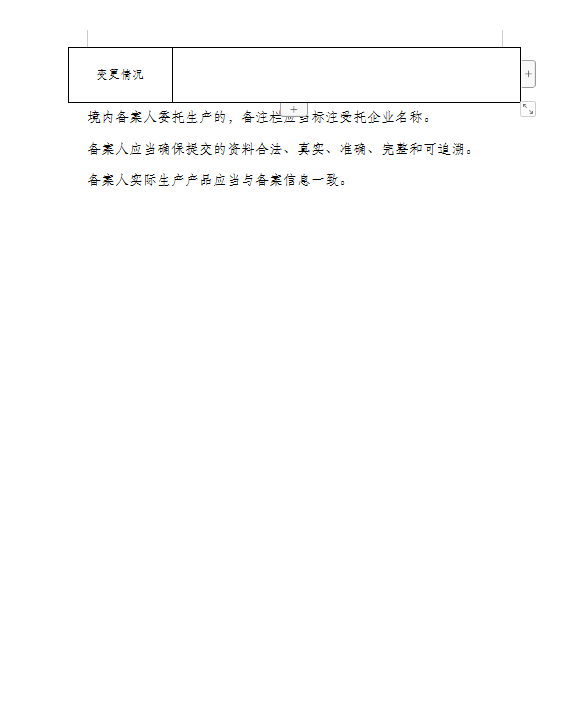 变更情况
境内备案人委托生产的，备注栏应当标注受托企业名称。
备案人应当确保提交的资料合法、真实、准确、完整和可追溯。
备案人实际生产产品应当与备案信息一致。